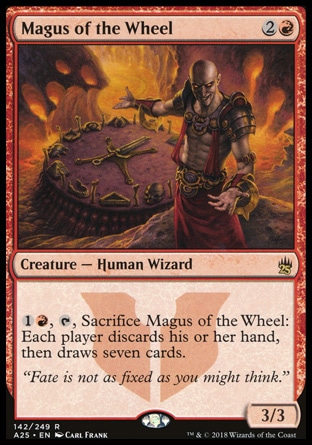 Magus of the Wheel 2
Creature — Human Wizard 25
1, , Sacrifice Magus of the Wheel:
Each player discards his or her hand,
then draws seven cards.
"Fate is not as fixed as you might think."
142/249 R
A25 • EN Carl Frank ™ & © 2018 Wizards of the Coast
3/3